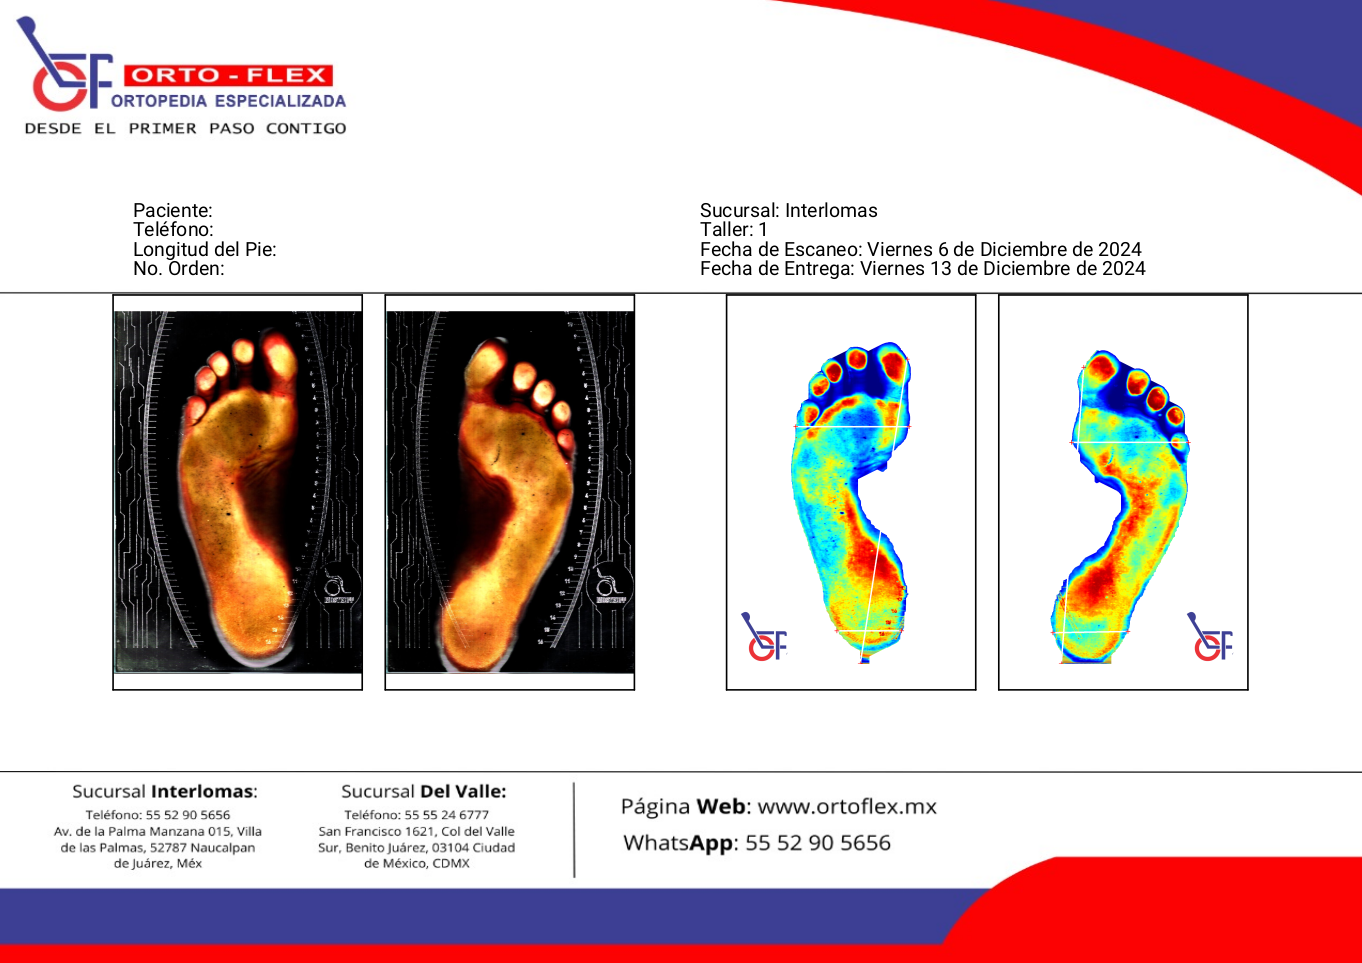 ORTO - FLEX
ORTOPEDIA ESPECIALIZADA
DESDE EL PRIMER PASO CONTIGO
Paciente:
Teléfono:
Longitud del Pie:
No. Orden:
Sucursal: Interlomas
Taller: 1
Fecha de Escaneo: Viernes 6 de Diciembre de 2024
Fecha de Entrega: Viernes 13 de Diciembre de 2024
Sucursal Interlomas:
Teléfono: 55 52 90 5656
Av. de la Palma Manzana 015, Villa
de las Palmas, 52787 Naucalpan
de Juárez, Méx
Sucursal Del Valle:
Teléfono: 55 55 24 6777
San Francisco 1621, Col del Valle
Sur, Benito Juárez, 03104 Ciudad
de México, CDMX
Página Web: www.ortoflex.mx
WhatsApp: 55 52 90 5656